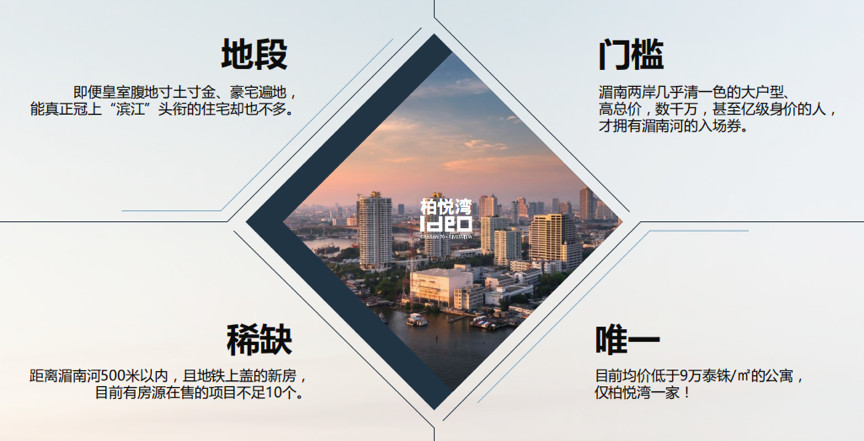 地段
即便皇室腹地寸土寸金、豪宅遍地，
能真正冠上“滨江”头衔的住宅却也不多。
门槛
湄南两岸几乎清一色的大户型、
高总价，数千万，甚至亿级身价的人，
才拥有湄南河的入场券。
柏悦湾
Ideo
稀缺
距离湄南河500米以内，且地铁上盖的新房，
目前有房源在售的项目不足10个。
唯一
目前均价低于9万泰铢/㎡的公寓，
仅柏悦湾一家！